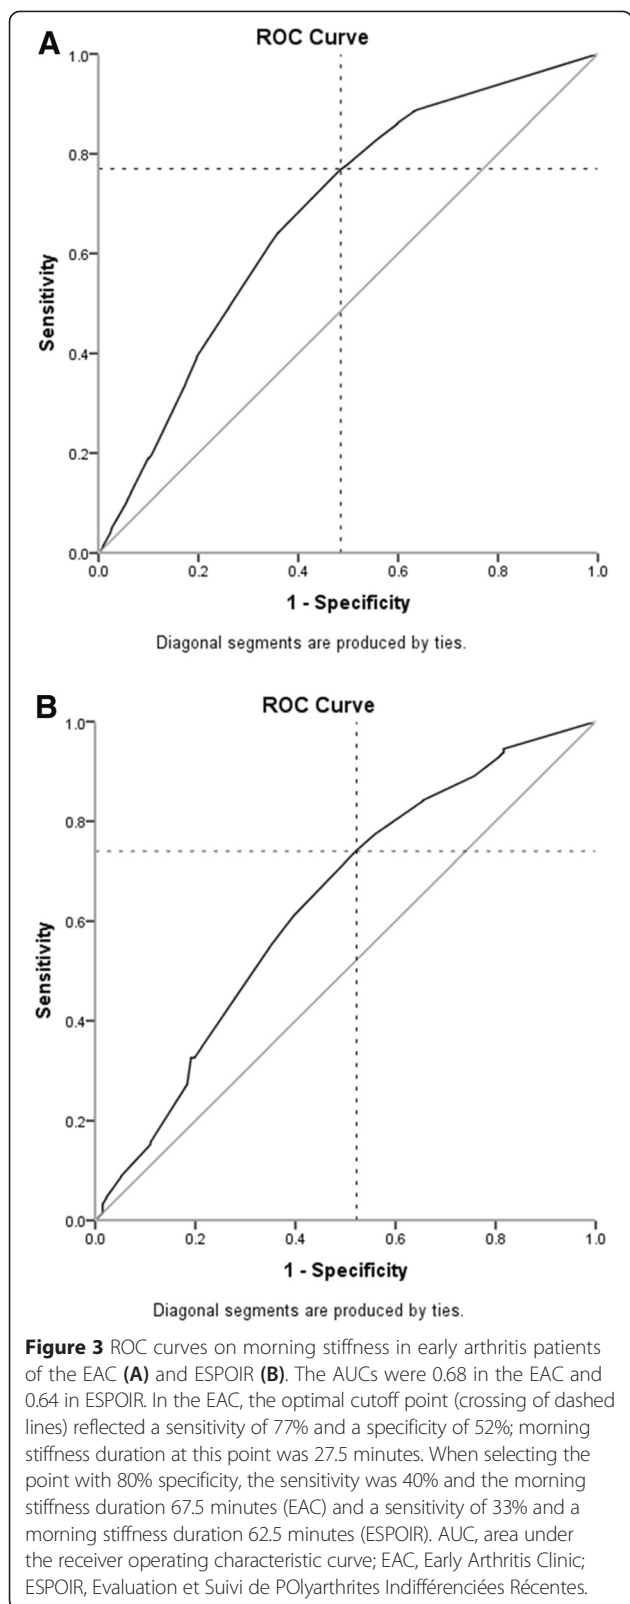 A
ROC Curve
1.0
0.8
0.6
0.4
0.2
0.0
Sensitivity
0.0 0.2 0.4 0.6 0.8 1.0
1 - Specificity
Diagonal segments are produced by ties.
B
ROC Curve
1.0
0.8
0.6
0.4
0.2
0.0
Sensitivity
0.0 0.2 0.4 0.6 0.8 1.0
1 - Specificity
Diagonal segments are produced by ties.
Figure 3 ROC curves on morning stiffness in early arthritis patients
of the EAC (A) and ESPOIR (B). The AUCs were 0.68 in the EAC and
0.64 in ESPOIR. In the EAC, the optimal cutoff point (crossing of dashed
lines) reflected a sensitivity of 77% and a specificity of 52%; morning
stiffness duration at this point was 27.5 minutes. When selecting the
point with 80% specificity, the sensitivity was 40% and the morning
stiffness duration 67.5 minutes (EAC) and a sensitivity of 33% and a
morning stiffness duration 62.5 minutes (ESPOIR). AUC, area under
the receiver operating characteristic curve; EAC, Early Arthritis Clinic;
ESPOIR, Evaluation et Suivi de POlyarthrites Indifférenciées Récentes.